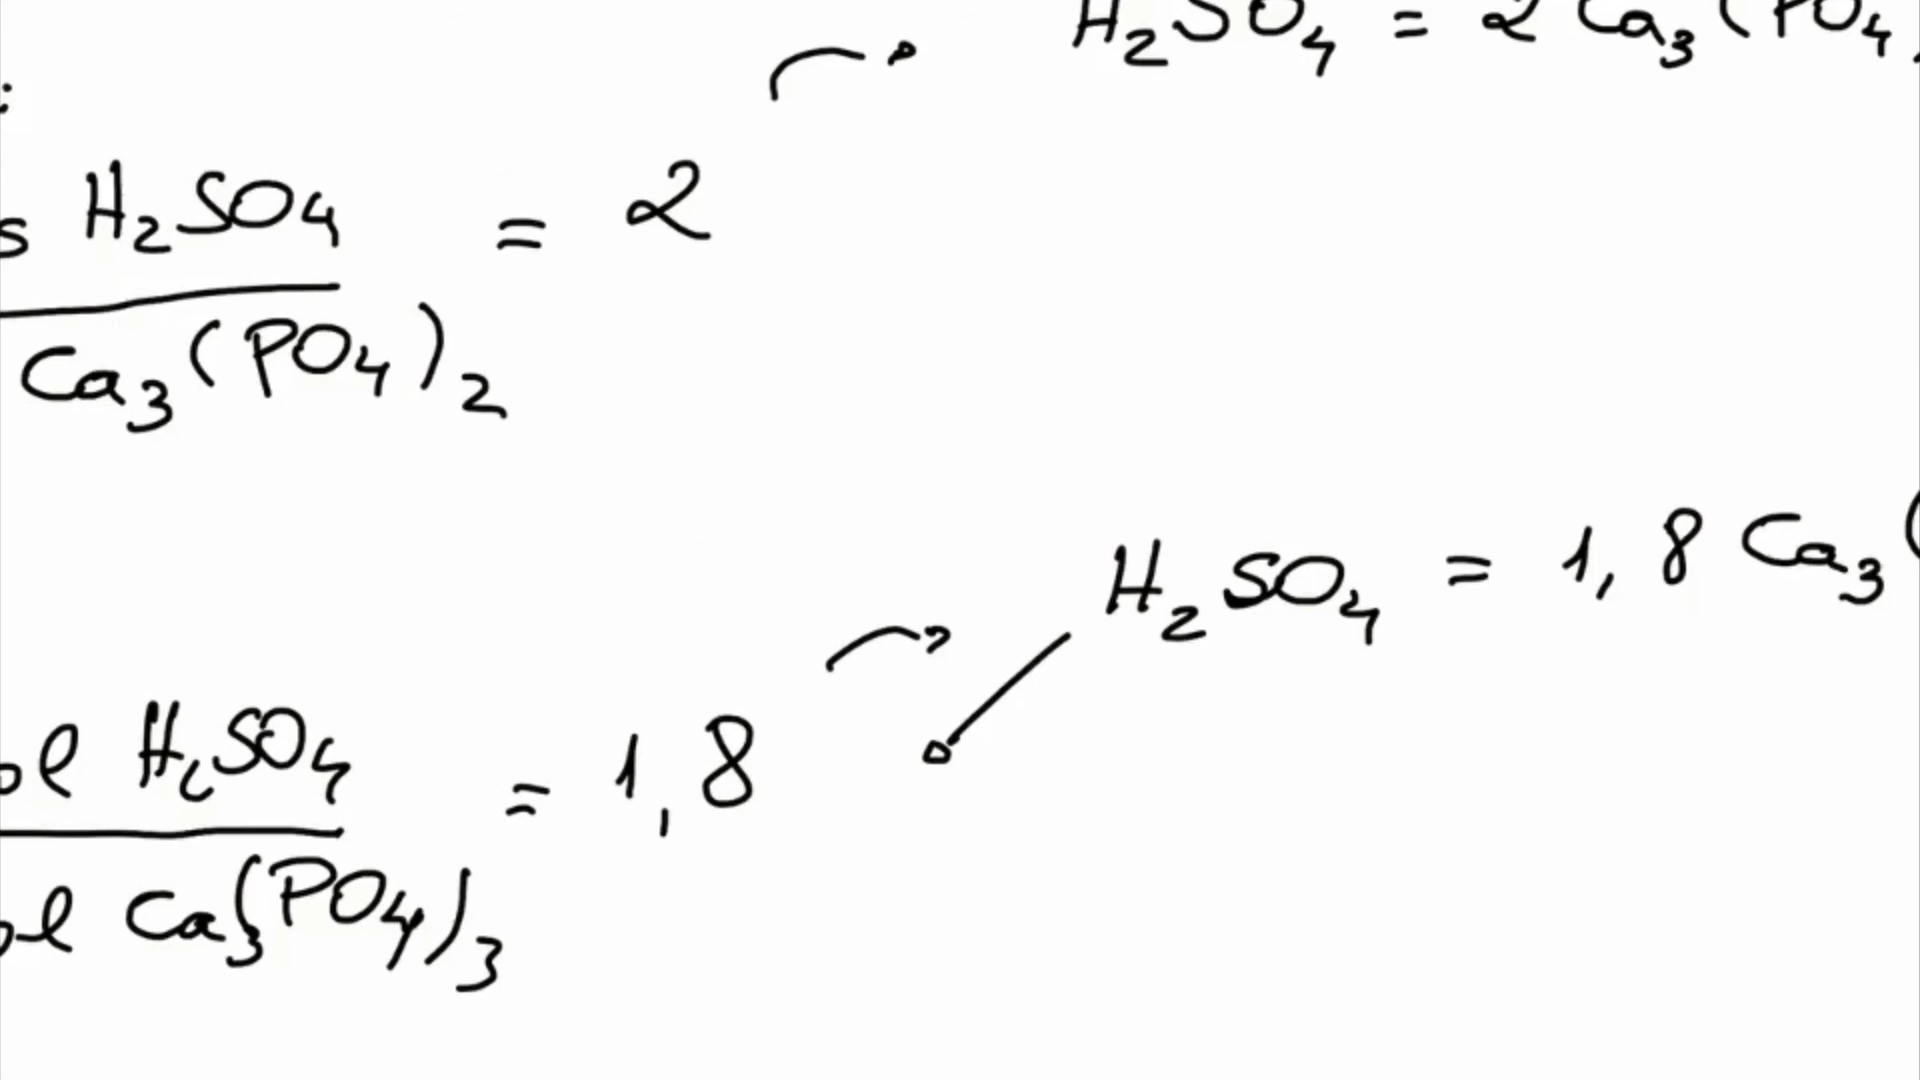 H₂SO₄ = 2 Ca₃(PO₄
:
s H₂SO₄ = 2
Ca₃(PO₄)₂
H₂SO₄ = 1,8 Ca₃(
ol H₂SO₄ = 1,8
ol Ca₃(PO₄)₃